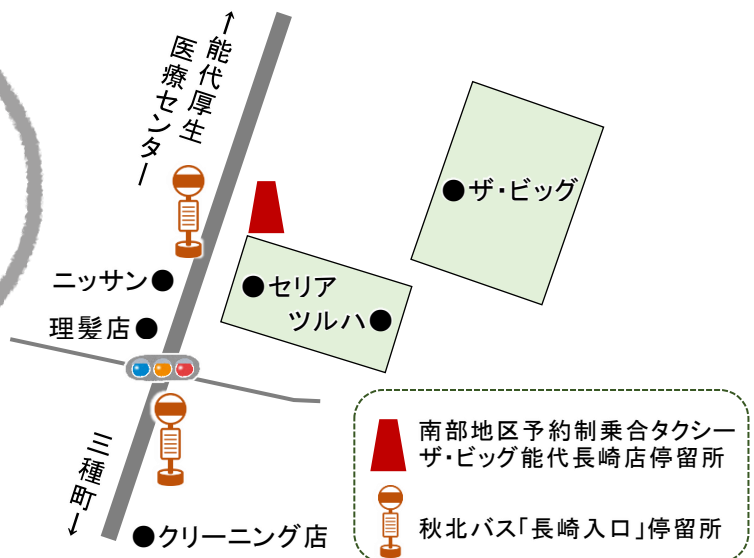 ↑能代厚生
医療センター
ザ・ビッグ
ニッサン
セリア
理髪店
ツルハ
三種町↓
クリーニング店
南部地区予約制乗合タクシー
ザ・ビッグ能代長崎店停留所
秋北バス「長崎入口」停留所